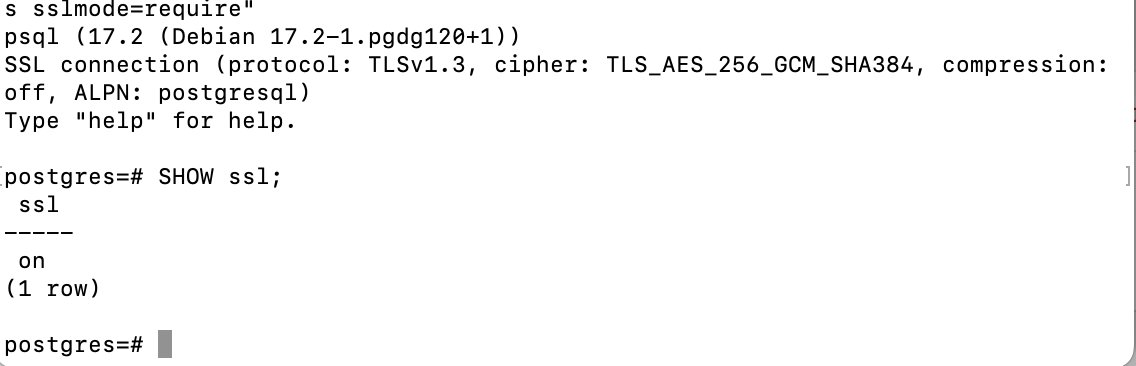 s sslmode=require"
psql (17.2 (Debian 17.2-1.pgdg120+1))
SSL connection (protocol: TLSv1.3, cipher: TLS_AES_256_GCM_SHA384, compression:
off, ALPN: postgresql)
Type "help" for help.
[postgres=# SHOW ssl; ]
ssl
-----
on
(1 row)
postgres=#